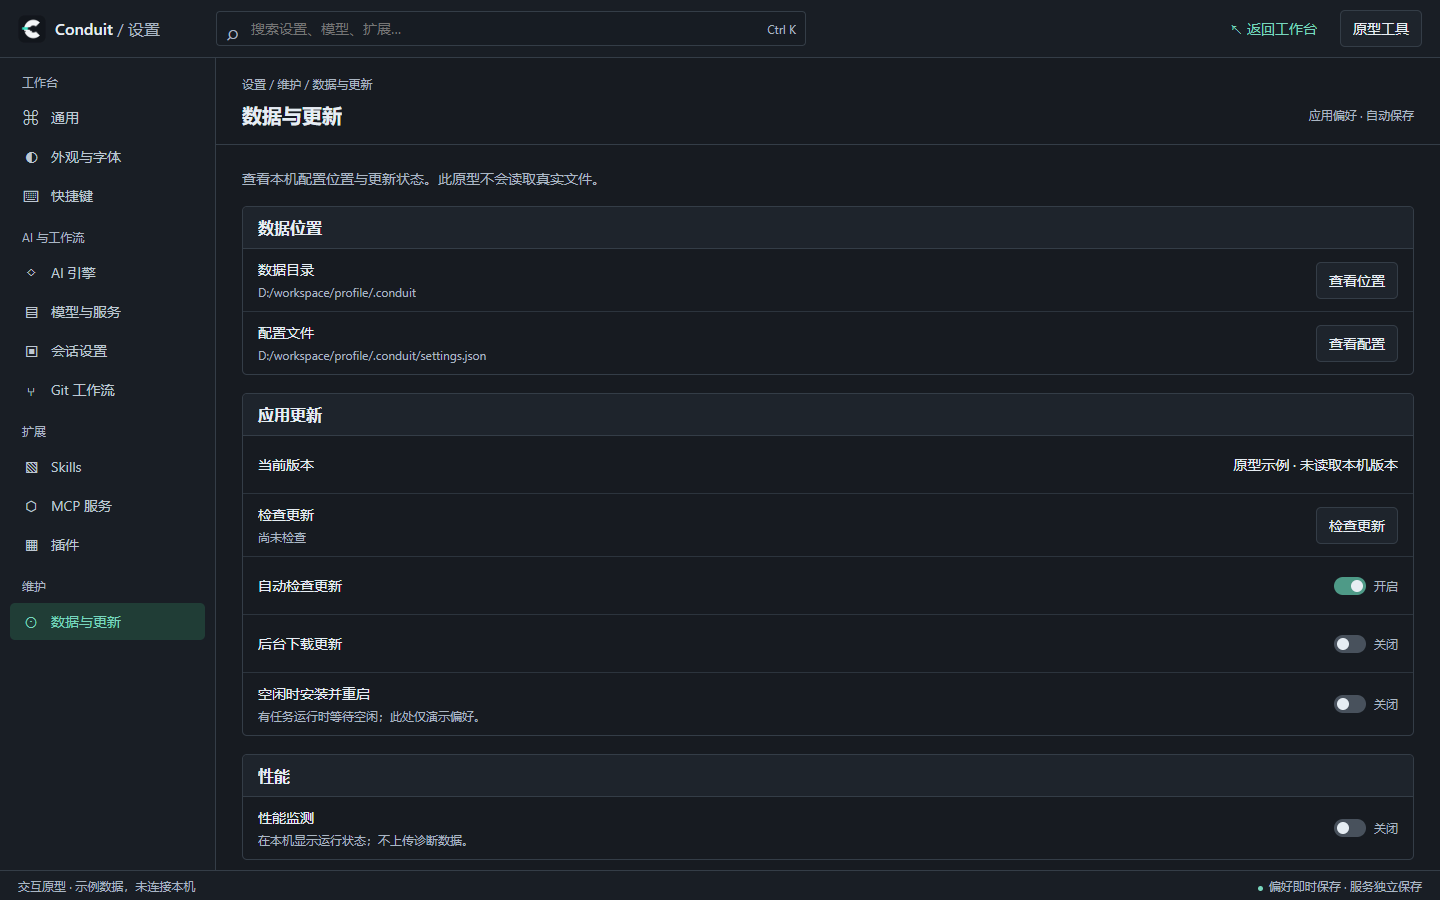 Conduit / 设置
搜索设置、模型、扩展...
Ctrl K
↖ 返回工作台
原型工具
工作台
通用
外观与字体
快捷键
AI 与工作流
AI 引擎
模型与服务
会话设置
Git 工作流
扩展
Skills
MCP 服务
插件
维护
数据与更新
设置 / 维护 / 数据与更新
数据与更新
应用偏好 · 自动保存
查看本机配置位置与更新状态。此原型不会读取真实文件。
数据位置
数据目录
D:/workspace/profile/.conduit
查看位置
配置文件
D:/workspace/profile/.conduit/settings.json
查看配置
应用更新
当前版本
原型示例 · 未读取本机版本
检查更新
尚未检查
检查更新
自动检查更新
开启
后台下载更新
关闭
空闲时安装并重启
有任务运行时等待空闲；此处仅演示偏好。
关闭
性能
性能监测
在本机显示运行状态；不上传诊断数据。
关闭
交互原型 · 示例数据，未连接本机
● 偏好即时保存 · 服务独立保存